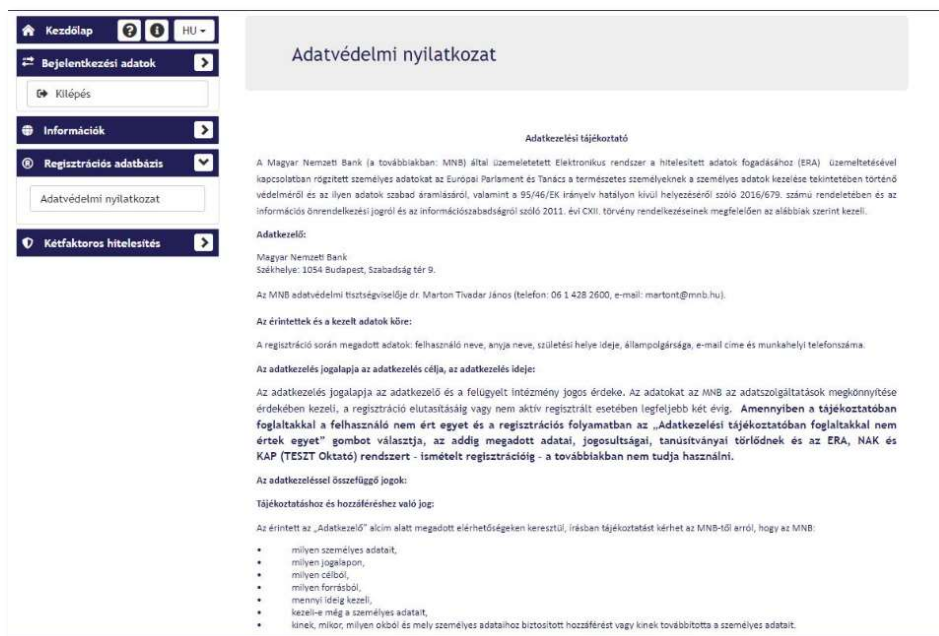 Kezdőlap
HU
Bejelentkezési adatok
Kilépés
Információk
Regisztrációs adatbázis
Adatvédelmi nyilatkozat
Kétfaktoros hitelesítés
Adatvédelmi nyilatkozat
Adatkezelési tájékoztató
A Magyar Nemzeti Bank (a továbbiakban: MNB) által üzemeletetett Elektronikus rendszer a hitelesített adatok fogadásához (ERA) üzemeltetésével
kapcsolatban rögzített személyes adatokat az Európai Parlament és Tanács a természetes személyeknek a személyes adatok kezelése tekintetében történő
védelméről és az ilyen adatok szabad áramlásáról, valamint a 95/46/EK irányelv hatályon kívül helyezéséről szóló 2016/679. számú rendeletében és az
információs önrendelkezési jogról és az információszabadságról szóló 2011. évi CXII. törvény rendelkezéseinek megfelelően az alábbiak szerint kezeli.
Adatkezelő:
Magyar Nemzeti Bank
Székhelye: 1054 Budapest, Szabadság tér 9.
Az MNB adatvédelmi tisztségviselője dr. Marton Tivadar János (telefon: 06 1 428 2600, e-mail: martont@mnb.hu).
Az érintettek és a kezelt adatok köre:
A regisztráció során megadott adatok: felhasználó neve, anyja neve, születési helye ideje, állampolgársága, e-mail címe és munkahelyi telefonszáma.
Az adatkezelés jogalapja az adatkezelés célja, az adatkezelés ideje:
Az adatkezelés jogalapja az adatkezelő és a felügyelt intézmény jogos érdeke. Az adatokat az MNB az adatszolgáltatások megkönnyítése
érdekében kezeli, a regisztráció elutasításáig vagy nem aktív regisztrált esetében legfeljebb két évig. Amennyiben a tájékoztatóban
foglaltakkal a felhasználó nem ért egyet és a regisztrációs folyamatban az „Adatkezelési tájékoztatóban foglaltakkal nem
értek egyet” gombot választja, az addig megadott adatai, jogosultságai, tanúsítványai törlődnek és az ERA, NAK és
KAP (TESZT Oktató) rendszert - ismételt regisztrációig - a továbbiakban nem tudja használni.
Az adatkezeléssel összefüggő jogok:
Tájékoztatáshoz és hozzáféréshez való jog:
Az érintett az „Adatkezelő” alcím alatt megadott elérhetőségeken keresztül, írásban tájékoztatást kérhet az MNB-től arról, hogy az MNB:
• milyen személyes adatait,
• milyen jogalapon,
• milyen célból,
• milyen forrásból,
• mennyi ideig kezeli,
• kezeli-e még a személyes adatait,
• kinek, mikor, milyen okból és mely személyes adataihoz biztosított hozzáférést vagy kinek továbbította a személyes adatait.